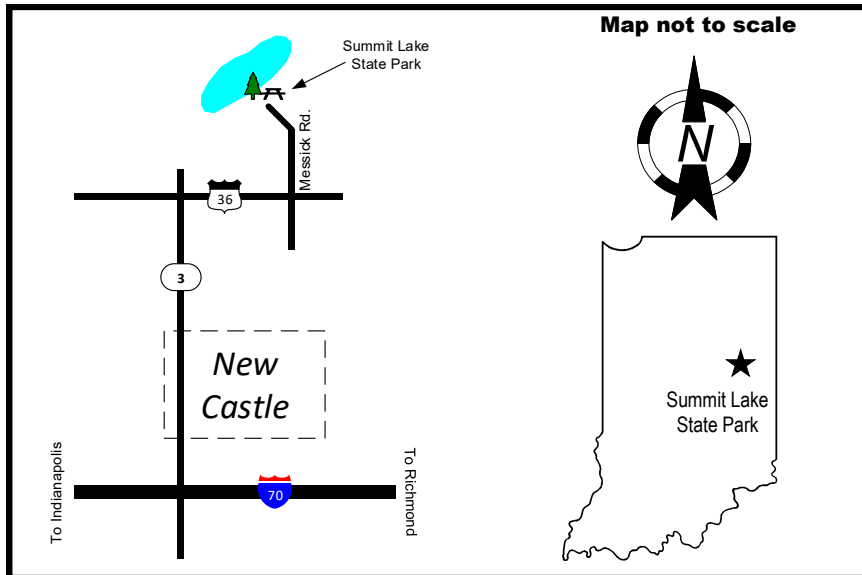 Map not to scale
Summit Lake
State Park
Messick Rd.
N
36
3
New
Castle
Summit Lake
State Park
To Indianapolis
To Richmond
70